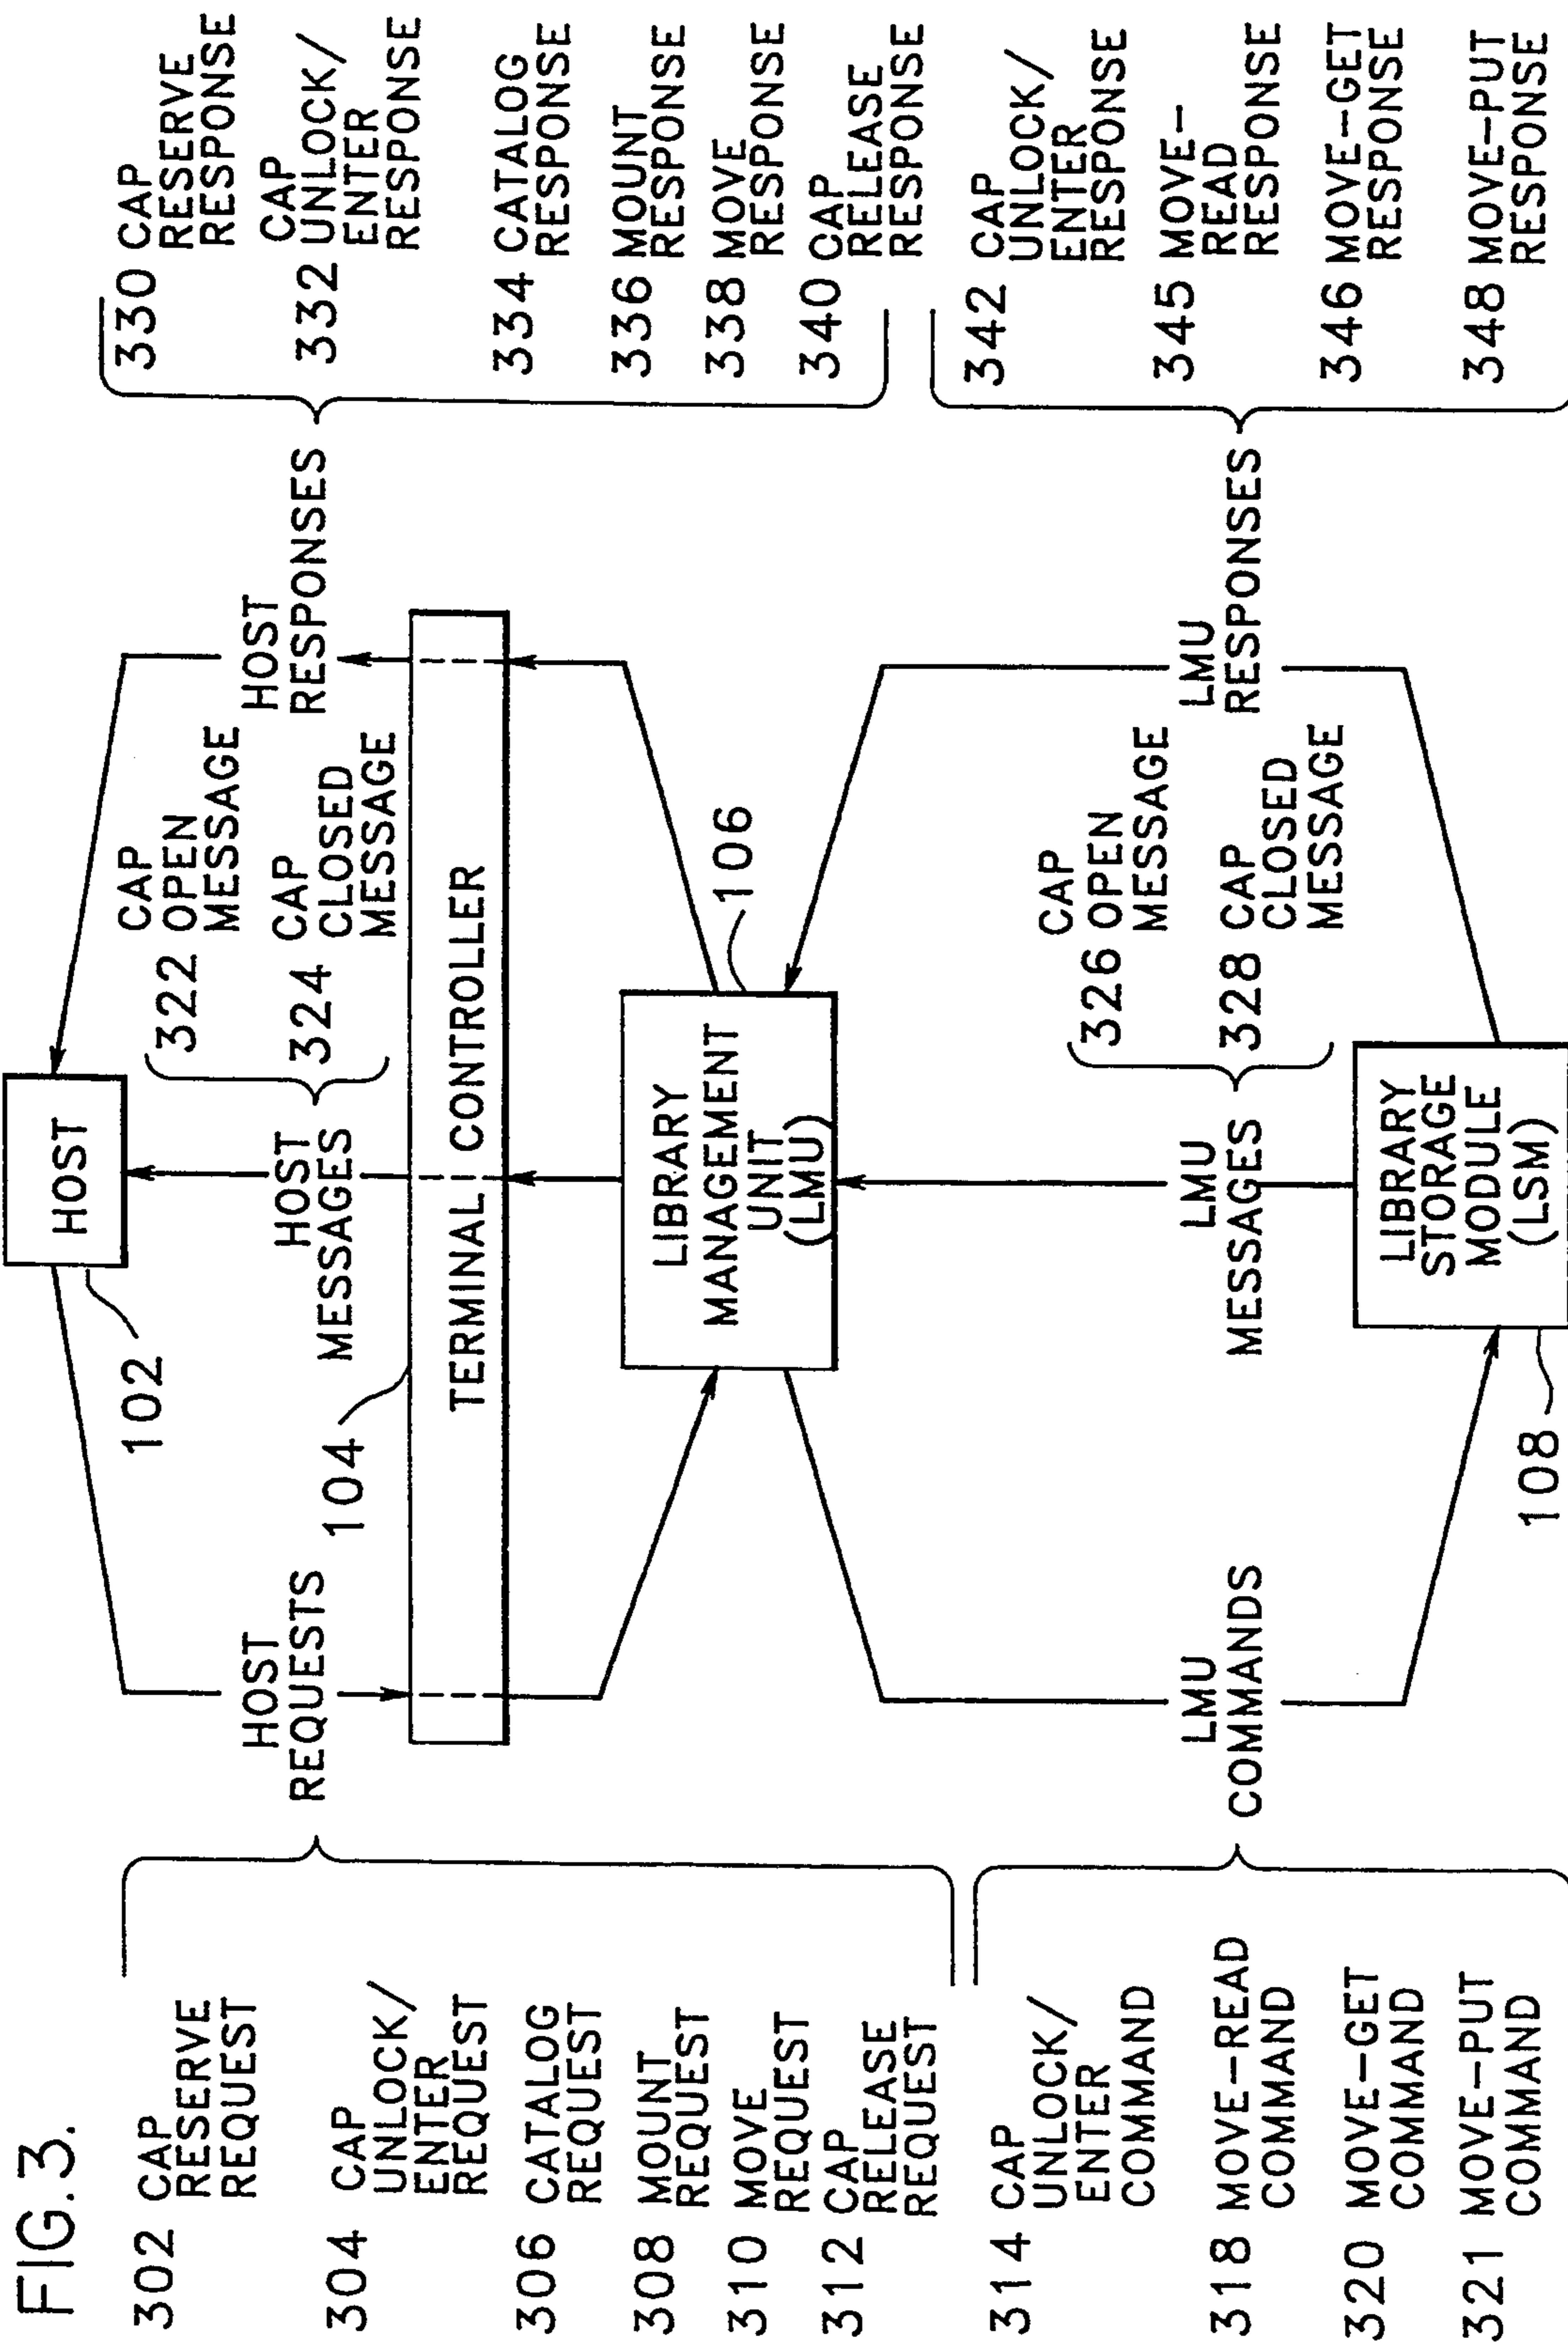 FIG.3.
302 CAP
RESERVE
REQUEST
304 CAP
UNLOCK/
ENTER
REQUEST
306 CATALOG
REQUEST
308 MOUNT
REQUEST
310 MOVE
REQUEST
312 CAP
RELEASE
REQUEST
314 CAP
UNLOCK/
ENTER
COMMAND
318 MOVE-READ
COMMAND
320 MOVE-GET
COMMAND
321 MOVE-PUT
COMMAND
HOST
REQUESTS
LMU
COMMANDS
HOST
102
HOST
MESSAGES
CAP
322 OPEN
MESSAGE
324 CAP
CLOSED
MESSAGE
104
TERMINAL CONTROLLER
LIBRARY
MANAGEMENT
UNIT
(LMU)
106
LMU
MESSAGES
CAP
326 OPEN
MESSAGE
328 CAP
CLOSED
MESSAGE
LIBRARY
STORAGE
MODULE
(LSM)
108
HOST
RESPONSES
LMU
RESPONSES
330 CAP
RESERVE
RESPONSE
CAP
332 UNLOCK/
ENTER
RESPONSE
334 CATALOG
RESPONSE
336 MOUNT
RESPONSE
338 MOVE
RESPONSE
340 CAP
RELEASE
RESPONSE
342 CAP
UNLOCK/
ENTER
RESPONSE
345 MOVE-
READ
RESPONSE
346 MOVE-GET
RESPONSE
348 MOVE-PUT
RESPONSE